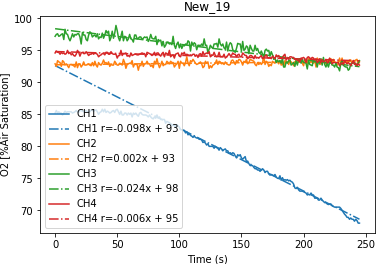 New_19
100
95
90
85
80
75
70
O2 [%Air Saturation]
CH1
CH1 r=-0.098x + 93
CH2
CH2 r=0.002x + 93
CH3
CH3 r=-0.024x + 98
CH4
CH4 r=-0.006x + 95
0 50 100 150 200 250
Time (s)